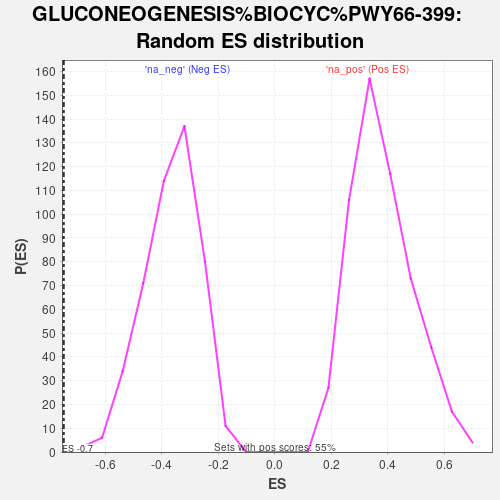 GLUCONEOGENESIS%BIOCYC%PWY66-399:
Random ES distribution
'na_neg' (Neg ES) 'na_pos' (Pos ES)
160
150
140
130
120
110
100
90
80
70
60
50
40
30
20
10
0
P(ES)
ES -0.7 Sets with pos scores: 55%
-0.6 -0.4 -0.2 0.0 0.2 0.4 0.6
ES